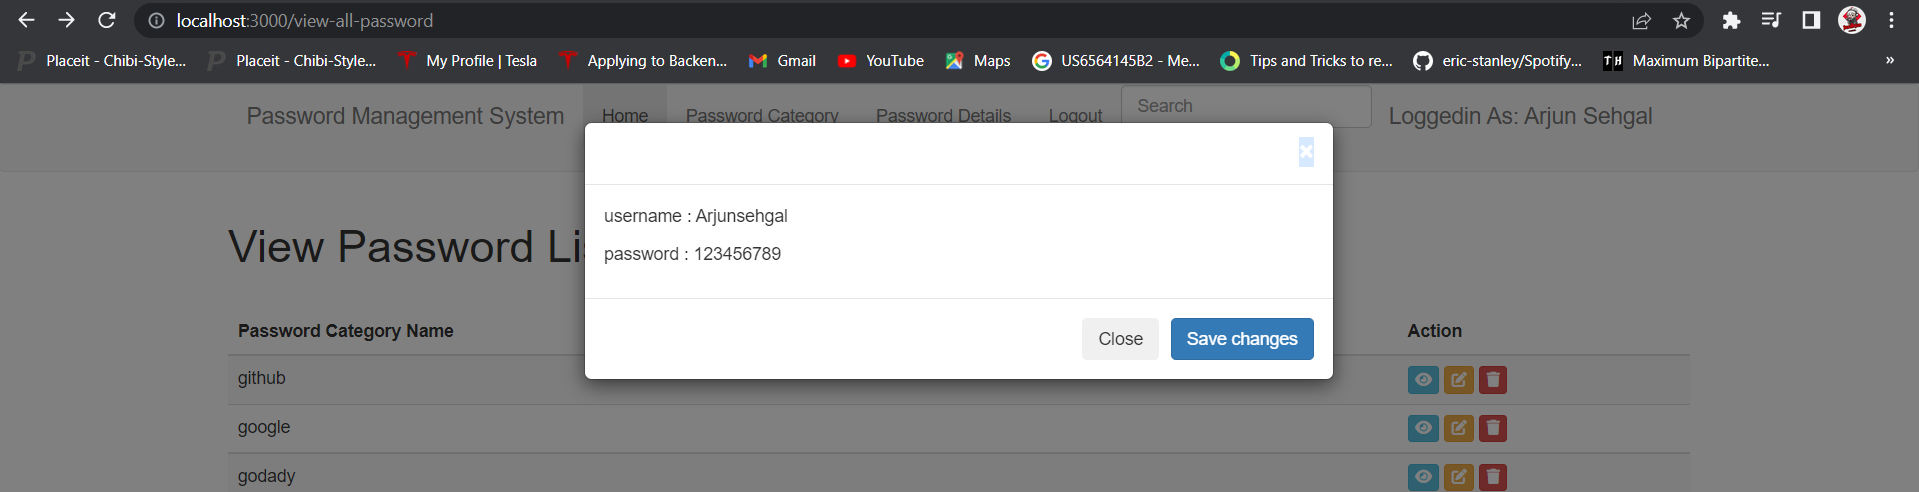 localhost:3000/view-all-password
Placeit - Chibi-Style... Placeit - Chibi-Style... My Profile | Tesla Applying to Backen... Gmail YouTube Maps US6564145B2 - Me... Tips and Tricks to re... eric-stanley/Spotify... TH Maximum Bipartite... »
Password Management System Home Password Category Password Details Logout Search Loggedin As: Arjun Sehgal
×
username : Arjunsehgal
View Password Lis
password : 123456789
Password Category Name Action
Close Save changes
github
google
godady